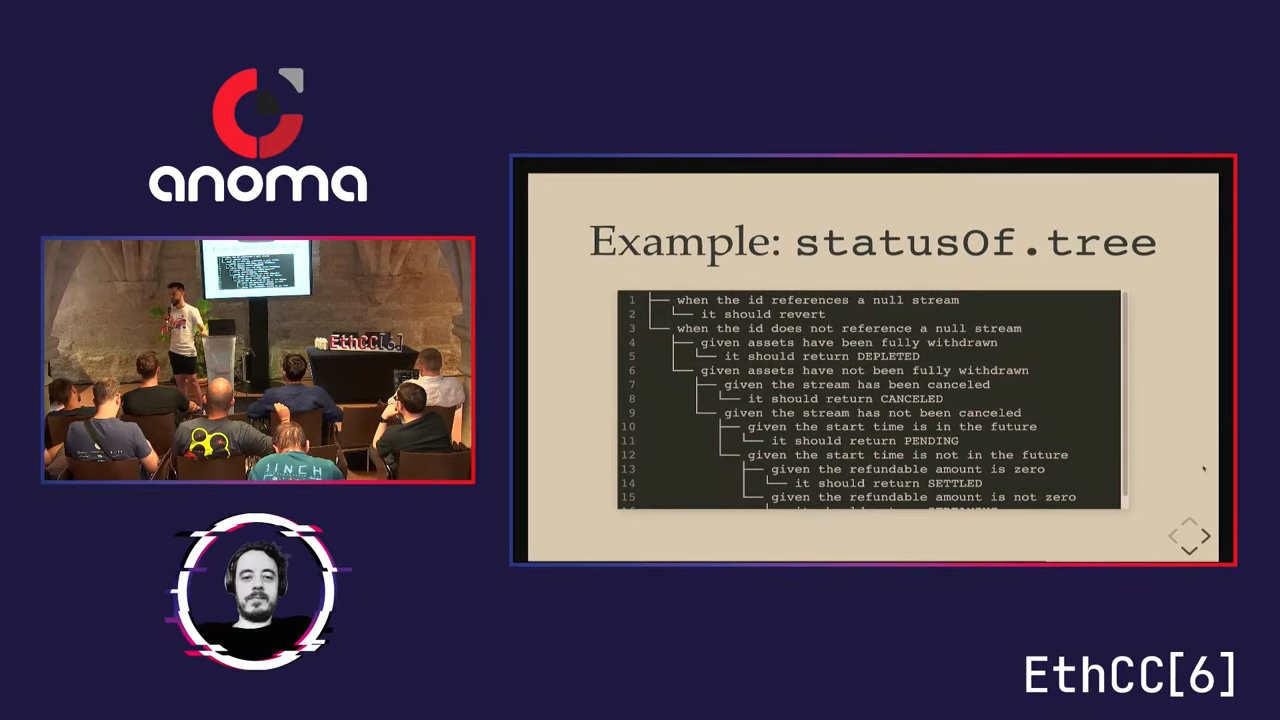 anoma
EthCC[6]
1INCH
Example: statusOf.tree
1 ├── when the id references a null stream
2 │   └── it should revert
3 └── when the id does not reference a null stream
4     ├── given assets have been fully withdrawn
5     │   └── it should return DEPLETED
6     └── given assets have not been fully withdrawn
7         ├── given the stream has been canceled
8         │   └── it should return CANCELED
9         └── given the stream has not been canceled
10             ├── given the start time is in the future
11             │   └── it should return PENDING
12             └── given the start time is not in the future
13                 ├── given the refundable amount is zero
14                 │   └── it should return SETTLED
15                 └── given the refundable amount is not zero
EthCC[6]